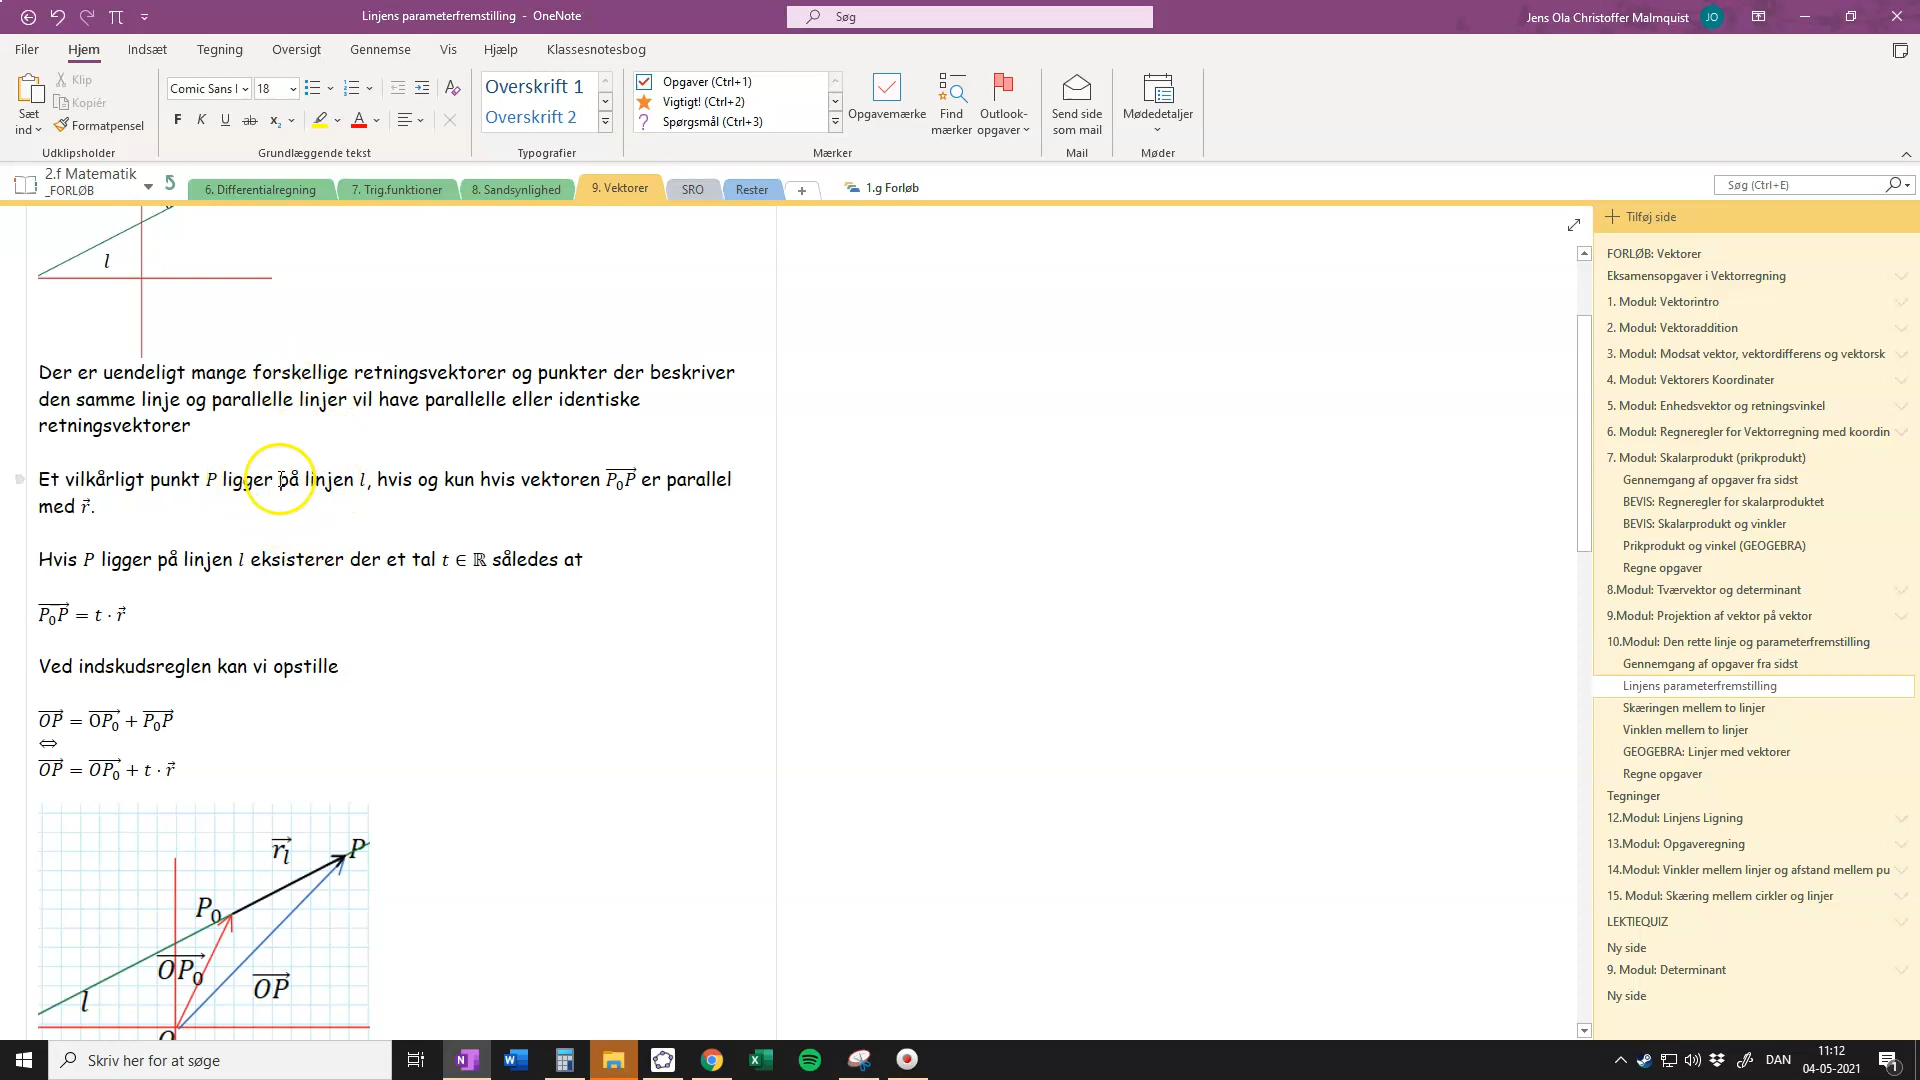 Linjens parameterfremstilling - OneNote
Søg
Jens Ola Christoffer Malmquist
JO
Filer
Hjem
Indsæt
Tegning
Oversigt
Gennemse
Vis
Hjælp
Klassesnotesbog
Sæt ind
Klip
Kopiér
Formatpensel
Udklipsholder
Comic Sans
18
Grundlæggende tekst
Overskrift 1
Overskrift 2
Typografier
Opgaver (Ctrl+1)
Vigtigt! (Ctrl+2)
Spørgsmål (Ctrl+3)
Mærker
Opgavemærke
Find mærker
Outlook-opgaver
Send side som mail
Mail
Mødedetaljer
Møder
2.f Matematik
_FORLØB
6. Differentialregning
7. Trig.funktioner
8. Sandsynlighed
9. Vektorer
SRO
Rester
1.g Forløb
Søg (Ctrl+E)
l
Der er uendeligt mange forskellige retningsvektorer og punkter der beskriver
den samme linje og parallelle linjer vil have parallelle eller identiske
retningsvektorer
Et vilkårligt punkt P ligger på linjen l, hvis og kun hvis vektoren P₀P⃗ er parallel
med r⃗.
Hvis P ligger på linjen l eksisterer der et tal t ∈ ℝ således at
P₀P⃗ = t · r⃗
Ved indskudsreglen kan vi opstille
OP⃗ = OP₀⃗ + P₀P⃗
⇔
OP⃗ = OP₀⃗ + t · r⃗
r⃗ₗ
P
P₀
OP₀⃗
OP⃗
l
O
Tilføj side
FORLØB: Vektorer
Eksamensopgaver i Vektorregning
1. Modul: Vektorintro
2. Modul: Vektoraddition
3. Modul: Modsat vektor, vektordifferens og vektorsk
4. Modul: Vektorers Koordinater
5. Modul: Enhedsvektor og retningsvinkel
6. Modul: Regneregler for Vektorregning med koordin
7. Modul: Skalarprodukt (prikprodukt)
Gennemgang af opgaver fra sidst
BEVIS: Regneregler for skalarproduktet
BEVIS: Skalarprodukt og vinkler
Prikprodukt og vinkel (GEOGEBRA)
Regne opgaver
8.Modul: Tværvektor og determinant
9.Modul: Projektion af vektor på vektor
10.Modul: Den rette linje og parameterfremstilling
Gennemgang af opgaver fra sidst
Linjens parameterfremstilling
Skæringen mellem to linjer
Vinklen mellem to linjer
GEOGEBRA: Linjer med vektorer
Regne opgaver
Tegninger
12.Modul: Linjens Ligning
13.Modul: Opgaveregning
14.Modul: Vinkler mellem linjer og afstand mellem pu
15. Modul: Skæring mellem cirkler og linjer
LEKTIEQUIZ
Ny side
9. Modul: Determinant
Ny side
Skriv her for at søge
DAN
11:12
04-05-2021
1